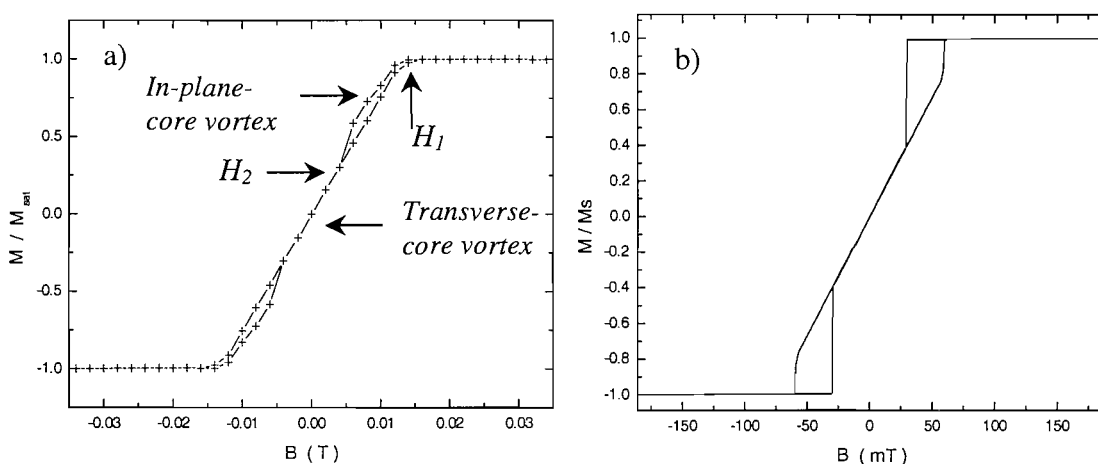 a)
In-plane-
core vortex
H1
H2
Transverse-
core vortex
M / Msat
1.0
0.5
0.0
-0.5
-1.0
-0.03 -0.02 -0.01 0.00 0.01 0.02 0.03
B (T)
b)
M / Ms
1.0
0.8
0.6
0.4
0.2
0.0
-0.2
-0.4
-0.6
-0.8
-1.0
-150 -100 -50 0 50 100 150
B (mT)